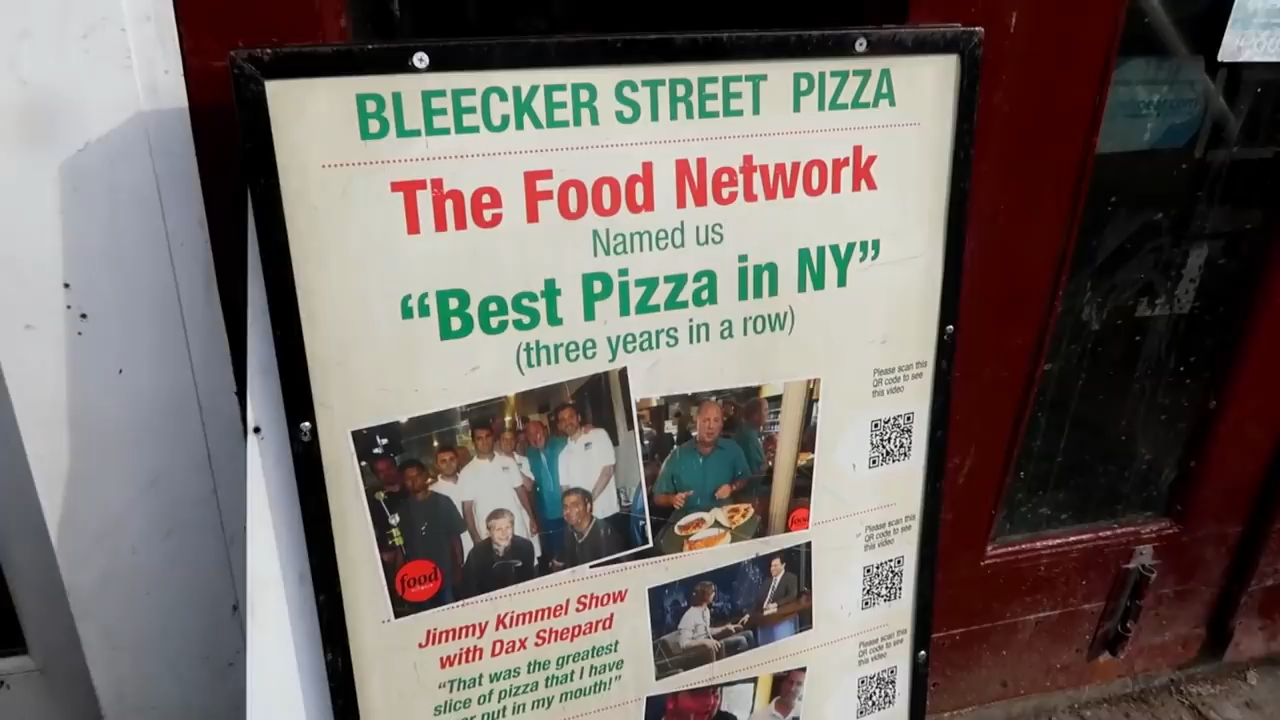 BLEECKER STREET PIZZA
The Food Network
Named us
“Best Pizza in NY”
(three years in a row)
Please scan this
QR code to see
this video
food
food
Please scan this
QR code to see
this video
Jimmy Kimmel Show
with Dax Shepard
“That was the greatest
slice of pizza that I have
put in my mouth!”
Please scan this
QR code to see
this video